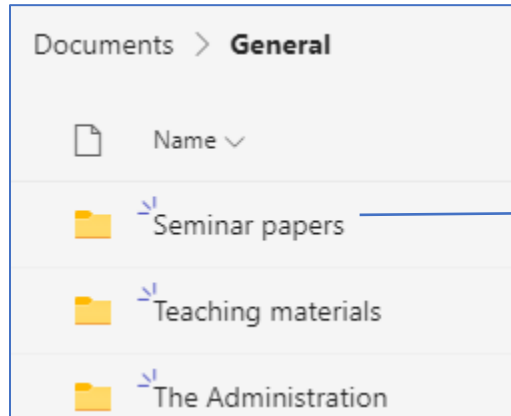 Documents > General
Name
Seminar papers
Teaching materials
The Administration